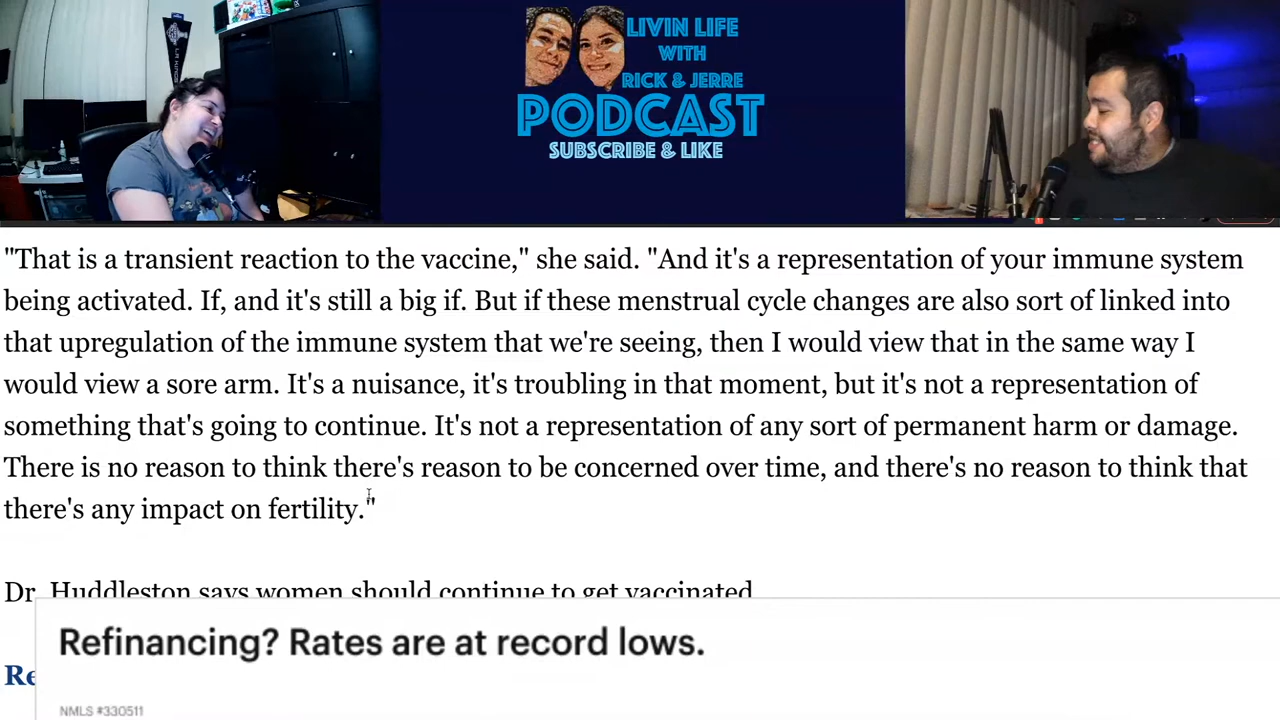 LIVIN LIFE
WITH
RICK & JERRE
PODCAST
SUBSCRIBE & LIKE
"That is a transient reaction to the vaccine," she said. "And it's a representation of your immune system
being activated. If, and it's still a big if. But if these menstrual cycle changes are also sort of linked into
that upregulation of the immune system that we're seeing, then I would view that in the same way I
would view a sore arm. It's a nuisance, it's troubling in that moment, but it's not a representation of
something that's going to continue. It's not a representation of any sort of permanent harm or damage.
There is no reason to think there's reason to be concerned over time, and there's no reason to think that
there's any impact on fertility."
Dr. Huddleston says women should continue to get vaccinated
Refinancing? Rates are at record lows.
Re
NMLS #330511